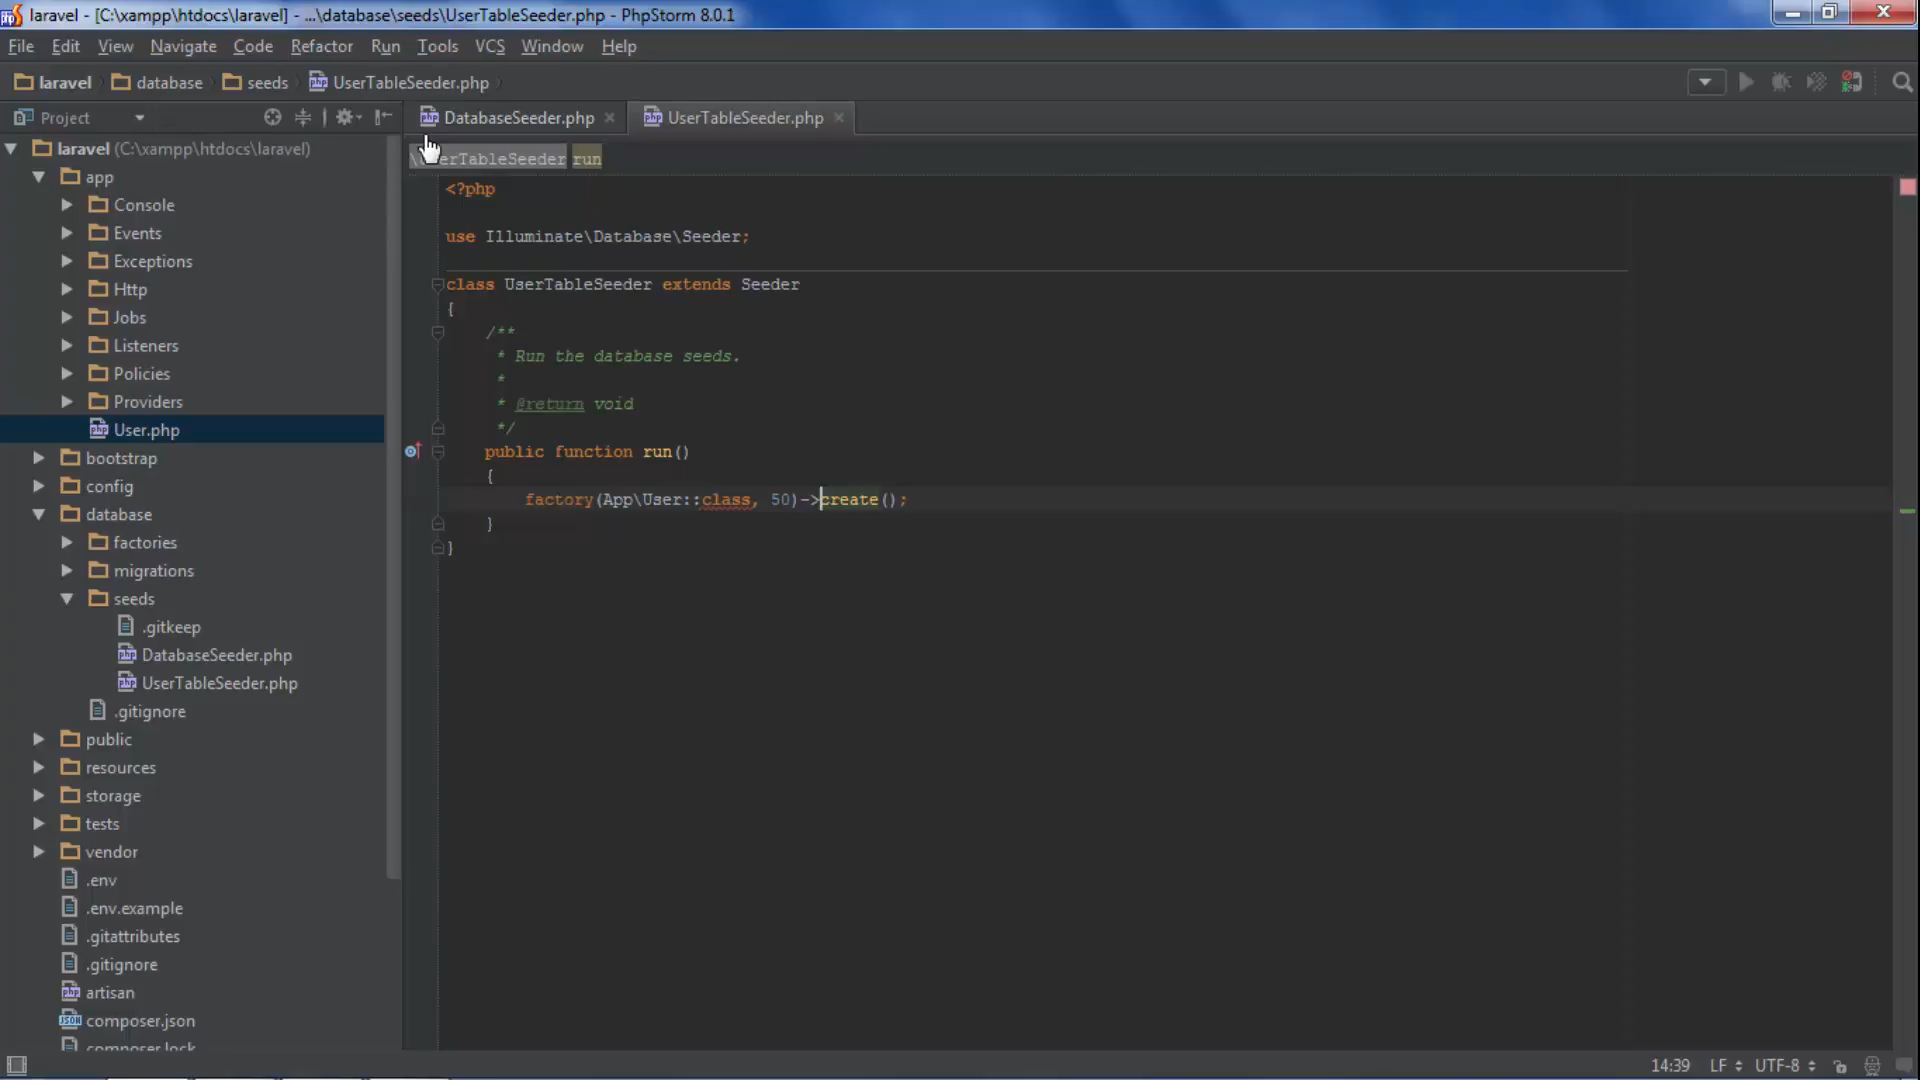 laravel - [C:\xampp\htdocs\laravel] - ...\database\seeds\UserTableSeeder.php - PhpStorm 8.0.1
File Edit View Navigate Code Refactor Run Tools VCS Window Help
laravel database seeds UserTableSeeder.php
Project
DatabaseSeeder.php UserTableSeeder.php
serTableSeeder run
laravel (C:\xampp\htdocs\laravel)
app
Console
Events
Exceptions
Http
Jobs
Listeners
Policies
Providers
User.php
bootstrap
config
database
factories
migrations
seeds
.gitkeep
DatabaseSeeder.php
UserTableSeeder.php
.gitignore
public
resources
storage
tests
vendor
.env
.env.example
.gitattributes
.gitignore
artisan
composer.json
composer.lock
<?php
use Illuminate\Database\Seeder;
class UserTableSeeder extends Seeder
{
/**
* Run the database seeds.
*
* @return void
*/
public function run()
{
factory(App\User::class, 50)->create();
}
}
14:39 LF UTF-8